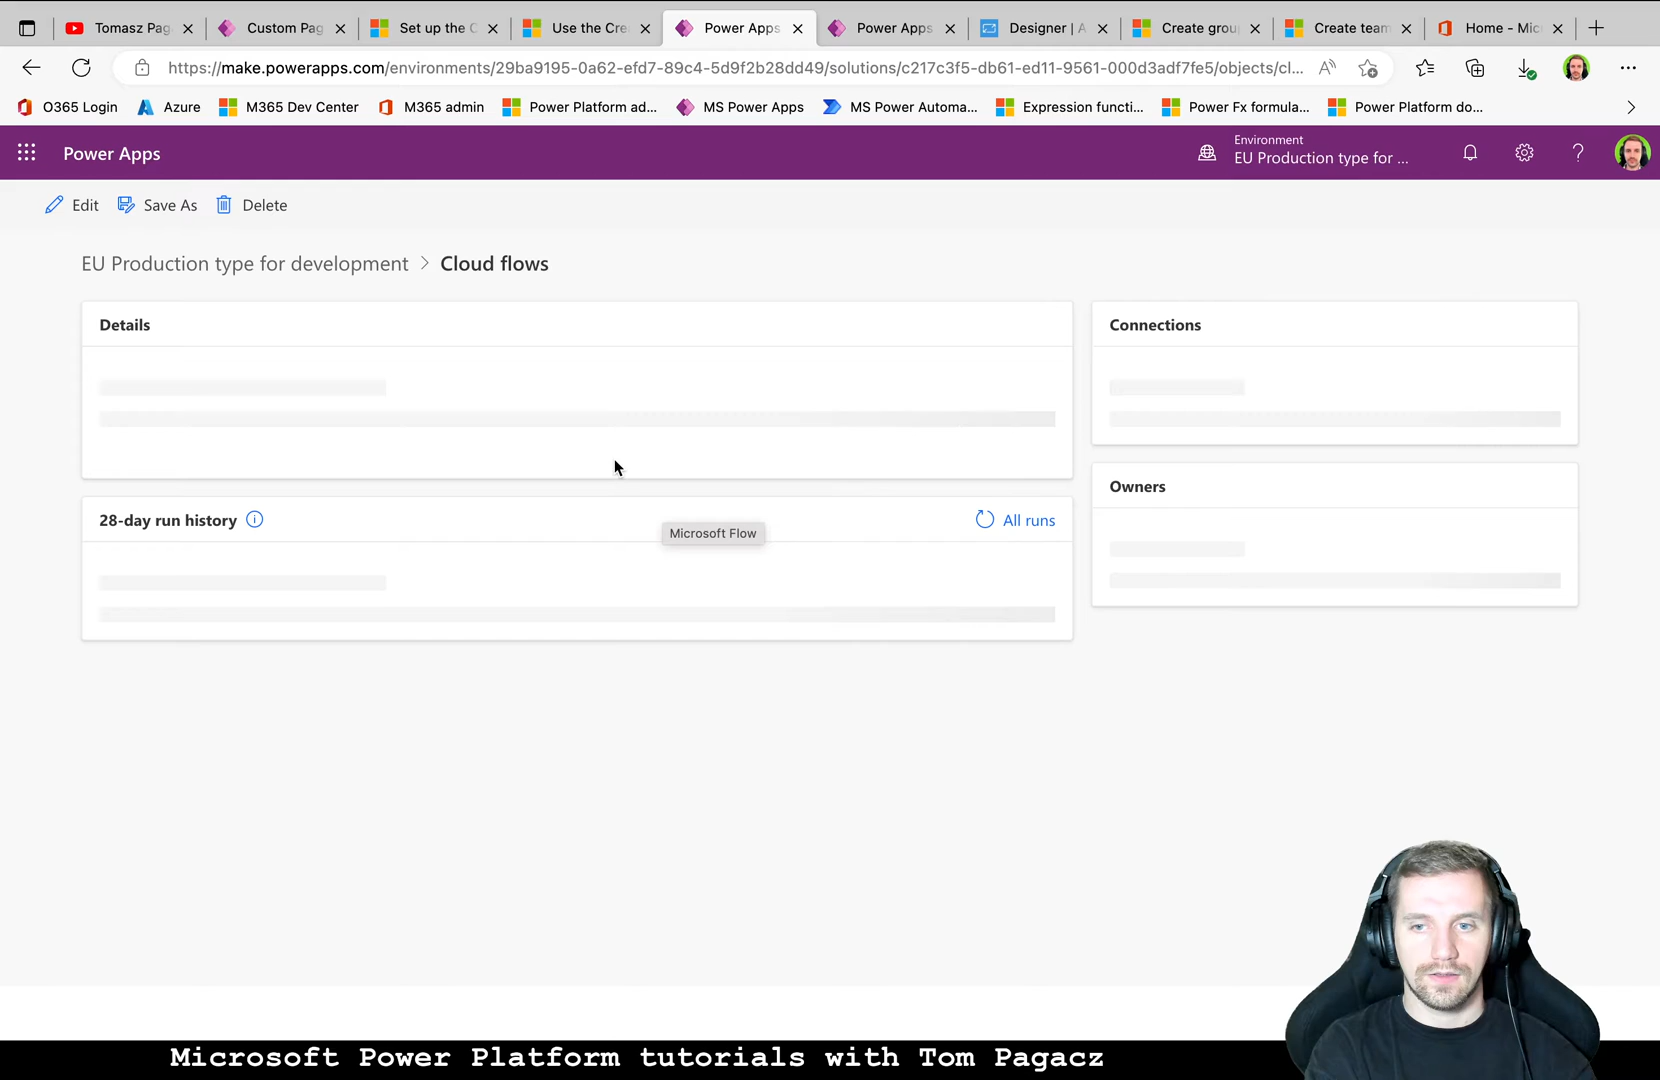 Tomasz Pag
Custom Pag
Set up the C
Use the Cre
Power Apps
Power Apps
Designer | A
Create grou
Create team
Home - Mic
https://make.powerapps.com/environments/29ba9195-0a62-efd7-89c4-5d9f2b28dd49/solutions/c217c3f5-db61-ed11-9561-000d3adf7fe5/objects/cl...
O365 Login
Azure
M365 Dev Center
M365 admin
Power Platform ad...
MS Power Apps
MS Power Automa...
Expression functi...
Power Fx formula...
Power Platform do...
Power Apps
Environment
EU Production type for ...
Edit
Save As
Delete
EU Production type for development > Cloud flows
Details
Connections
Owners
28-day run history
All runs
Microsoft Flow
Microsoft Power Platform tutorials with Tom Pagacz